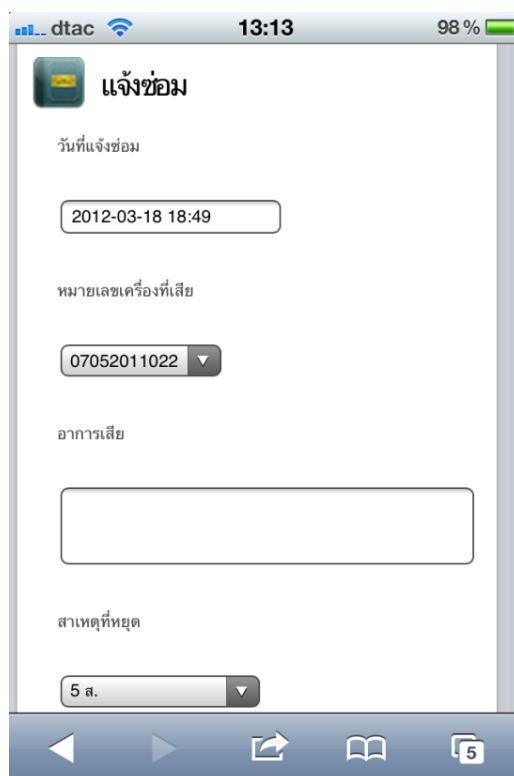 dtac 13:13 98 %
แจ้งซ่อม
วันที่แจ้งซ่อม
2012-03-18 18:49
หมายเลขเครื่องที่เสีย
07052011022
อาการเสีย
สาเหตุที่หยุด
5 ส.
5